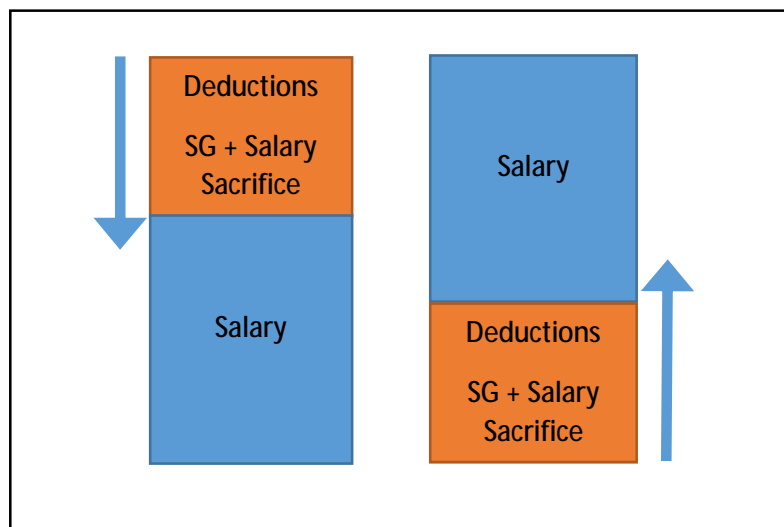 Deductions
SG + Salary
Sacrifice
Salary
Salary
Deductions
SG + Salary
Sacrifice